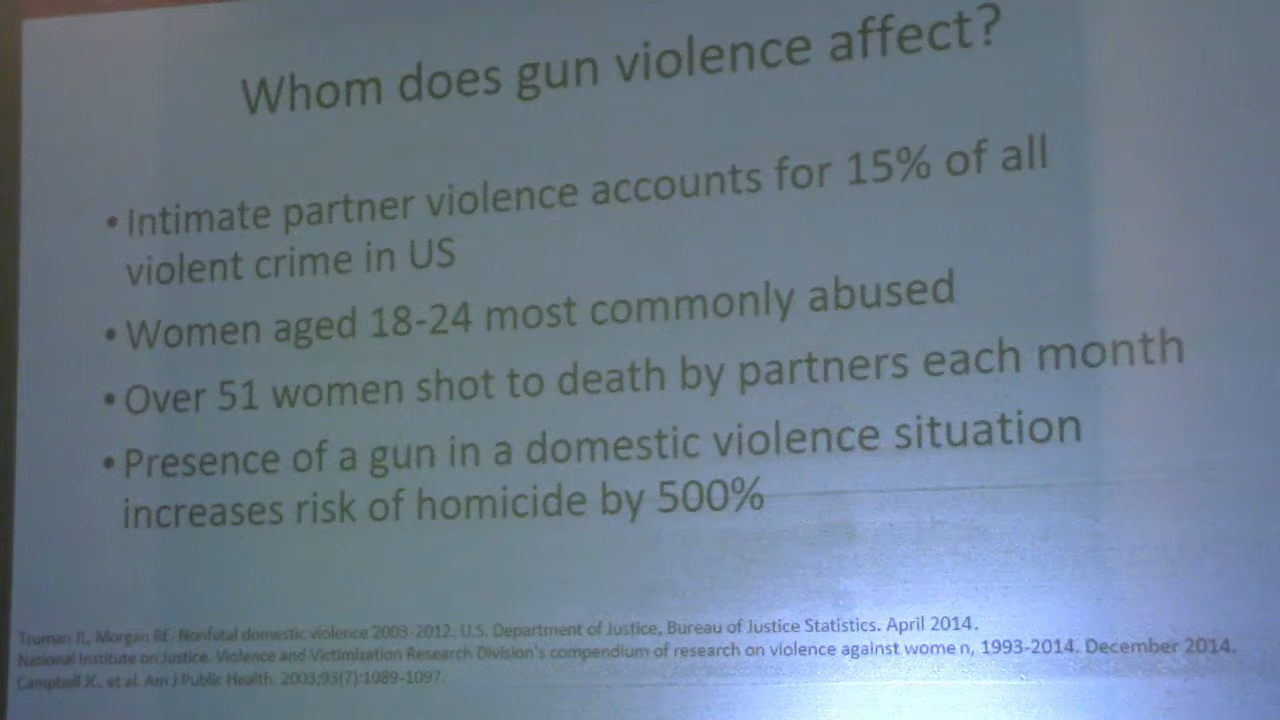 Whom does gun violence affect?
• Intimate partner violence accounts for 15% of all
violent crime in US
• Women aged 18-24 most commonly abused
• Over 51 women shot to death by partners each month
• Presence of a gun in a domestic violence situation
increases risk of homicide by 500%
Truman JL, Morgan RE. Nonfatal domestic violence 2003-2012. U.S. Department of Justice, Bureau of Justice Statistics. April 2014.
National Institute on Justice. Violence and Victimization Research Division's compendium of research on violence against women, 1993-2014. December 2014.
Campbell JC, et al. Am J Public Health. 2003;93(7):1089-1097.